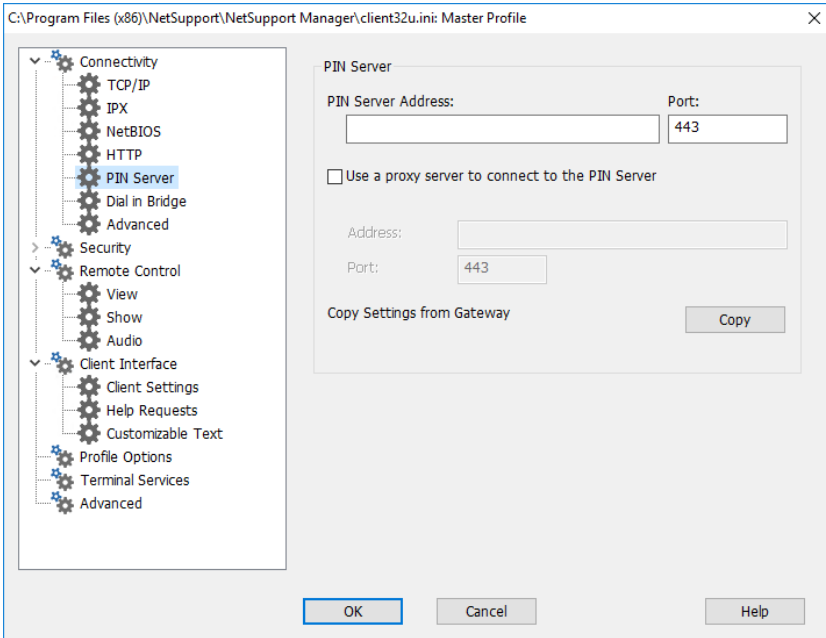 C:\Program Files (x86)\NetSupport\NetSupport Manager\client32u.ini: Master Profile
Connectivity
TCP/IP
IPX
NetBIOS
HTTP
PIN Server
Dial in Bridge
Advanced
Security
Remote Control
View
Show
Audio
Client Interface
Client Settings
Help Requests
Customizable Text
Profile Options
Terminal Services
Advanced
PIN Server
PIN Server Address: Port:
443
Use a proxy server to connect to the PIN Server
Address:
Port: 443
Copy Settings from Gateway Copy
OK Cancel Help